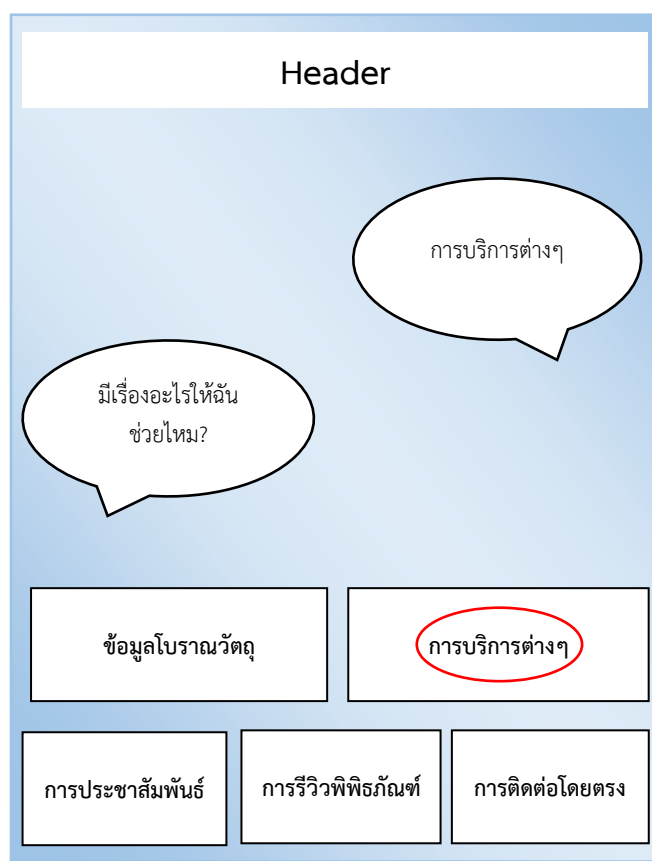 Header
การบริการต่างๆ
มีเรื่องอะไรให้ฉัน
ช่วยไหม?
ข้อมูลโบราณวัตถุ
การบริการต่างๆ
การประชาสัมพันธ์
การรีวิวพิพิธภัณฑ์
การติดต่อโดยตรง